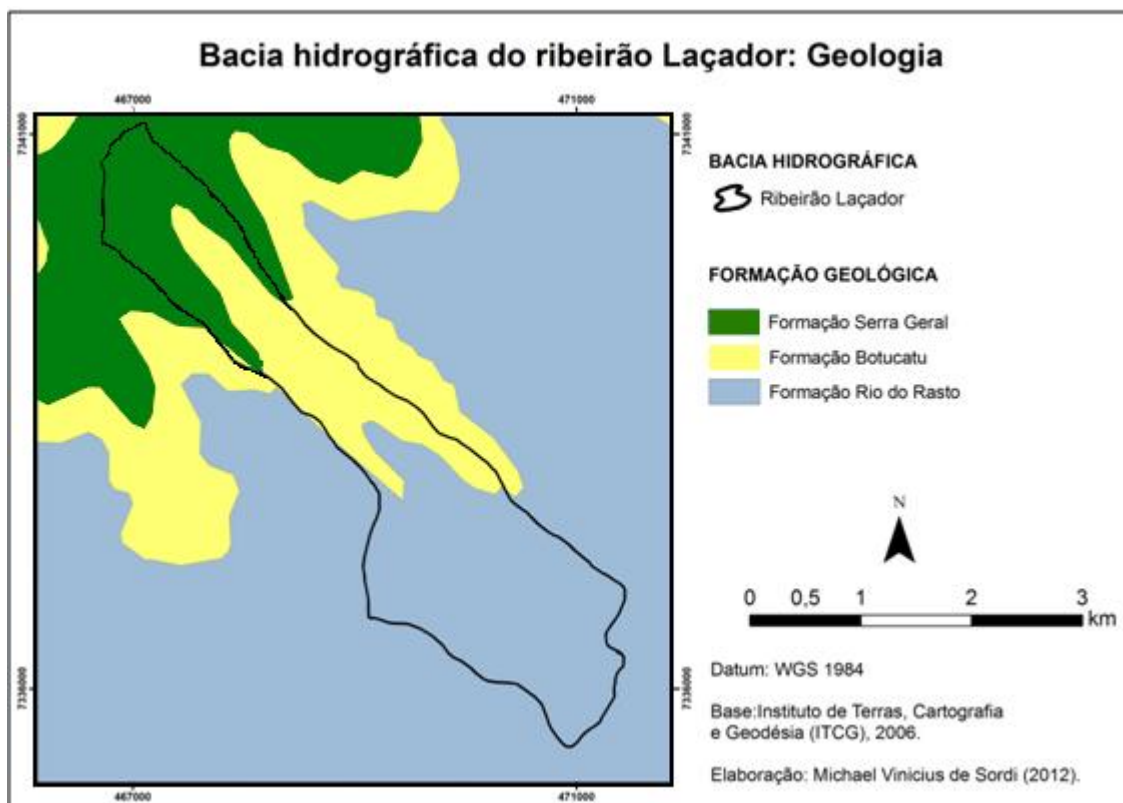 Bacia hidrográfica do ribeirão Laçador: Geologia
467000
471000
7341000
7341000
BACIA HIDROGRÁFICA
Ribeirão Laçador
FORMAÇÃO GEOLÓGICA
Formação Serra Geral
Formação Botucatu
Formação Rio do Rasto
N
0 0,5 1 2 3
km
7336000
7336000
Datum: WGS 1984
Base:Instituto de Terras, Cartografia
e Geodésia (ITCG), 2006.
Elaboração: Michael Vinicius de Sordi (2012).
467000
471000